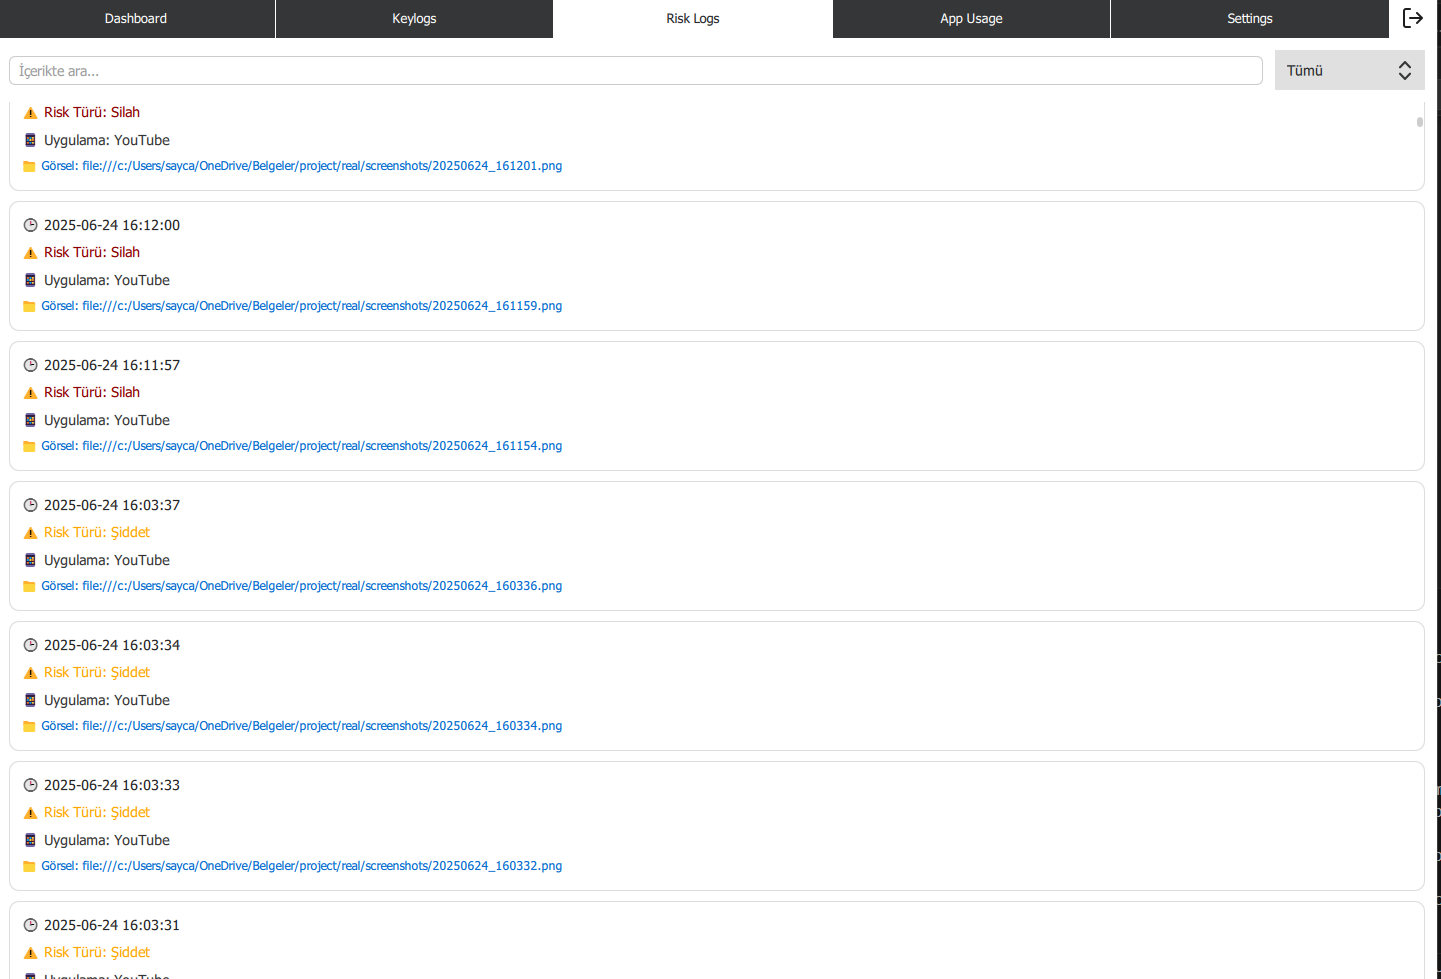 Dashboard
Keylogs
Risk Logs
App Usage
Settings
İçerikte ara...
Tümü
Risk Türü: Silah
Uygulama: YouTube
Görsel: file:///c:/Users/sayca/OneDrive/Belgeler/project/real/screenshots/20250624_161201.png
2025-06-24 16:12:00
Risk Türü: Silah
Uygulama: YouTube
Görsel: file:///c:/Users/sayca/OneDrive/Belgeler/project/real/screenshots/20250624_161159.png
2025-06-24 16:11:57
Risk Türü: Silah
Uygulama: YouTube
Görsel: file:///c:/Users/sayca/OneDrive/Belgeler/project/real/screenshots/20250624_161154.png
2025-06-24 16:03:37
Risk Türü: Şiddet
Uygulama: YouTube
Görsel: file:///c:/Users/sayca/OneDrive/Belgeler/project/real/screenshots/20250624_160336.png
2025-06-24 16:03:34
Risk Türü: Şiddet
Uygulama: YouTube
Görsel: file:///c:/Users/sayca/OneDrive/Belgeler/project/real/screenshots/20250624_160334.png
2025-06-24 16:03:33
Risk Türü: Şiddet
Uygulama: YouTube
Görsel: file:///c:/Users/sayca/OneDrive/Belgeler/project/real/screenshots/20250624_160332.png
2025-06-24 16:03:31
Risk Türü: Şiddet
Uygulama: YouTube